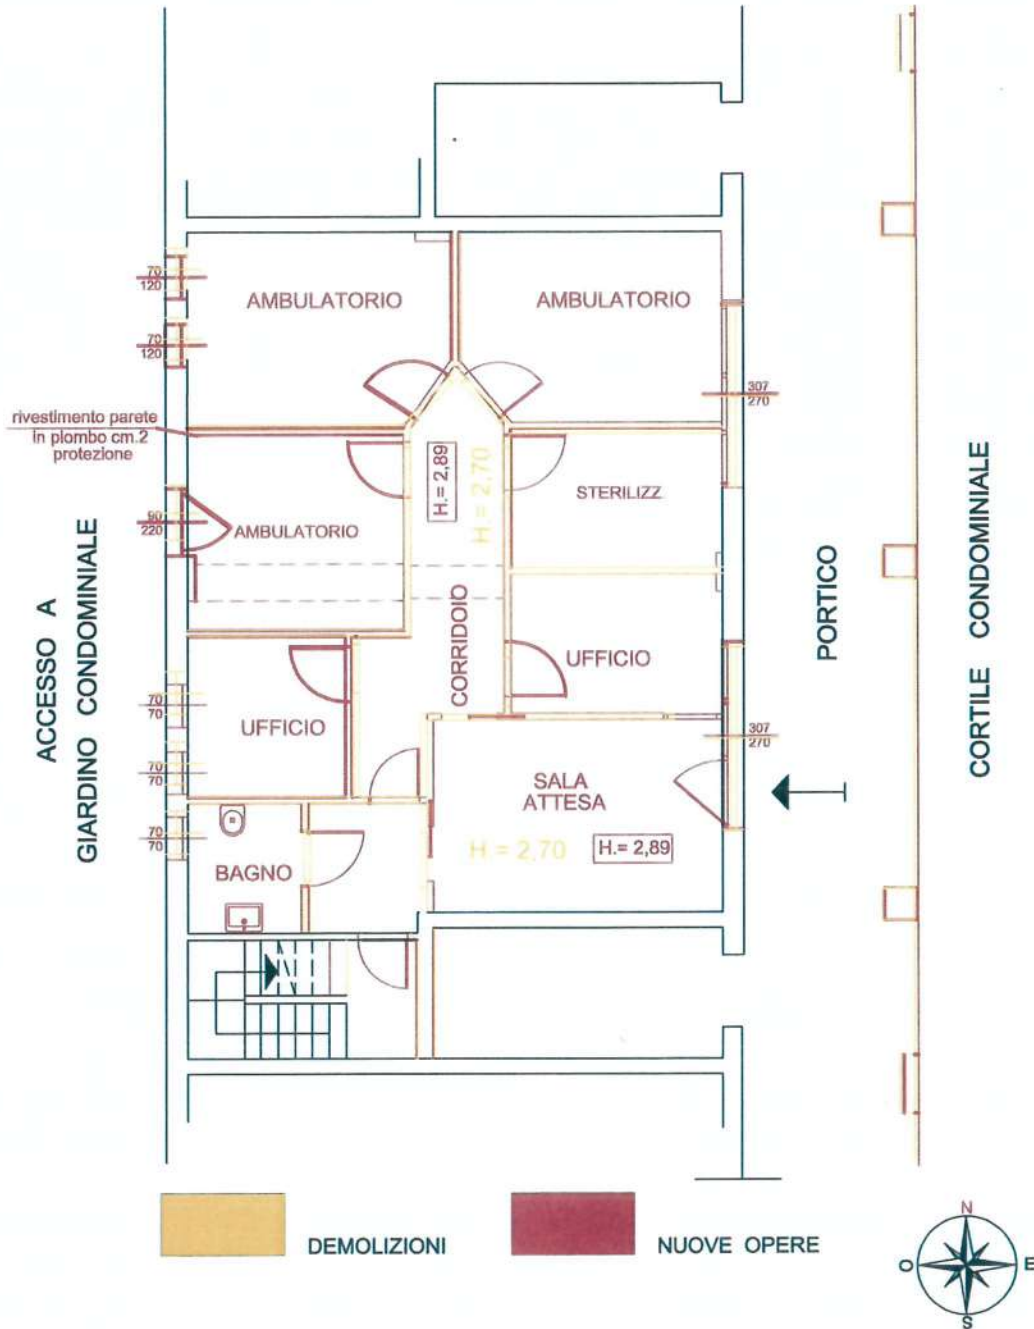 AMBULATORIO
AMBULATORIO
70
120
70
120
307
270
rivestimento parete
in piombo cm.2
protezione
H.= 2,89
H.= 2,70
STERILIZZ.
90
220
AMBULATORIO
ACCESSO A
GIARDINO CONDOMINIALE
CORRIDOIO
PORTICO
CORTILE CONDOMINIALE
UFFICIO
70
70
UFFICIO
307
270
70
70
SALA
ATTESA
70
70
H.= 2,70
H.= 2,89
BAGNO
DEMOLIZIONI
NUOVE OPERE
N
O
E
S